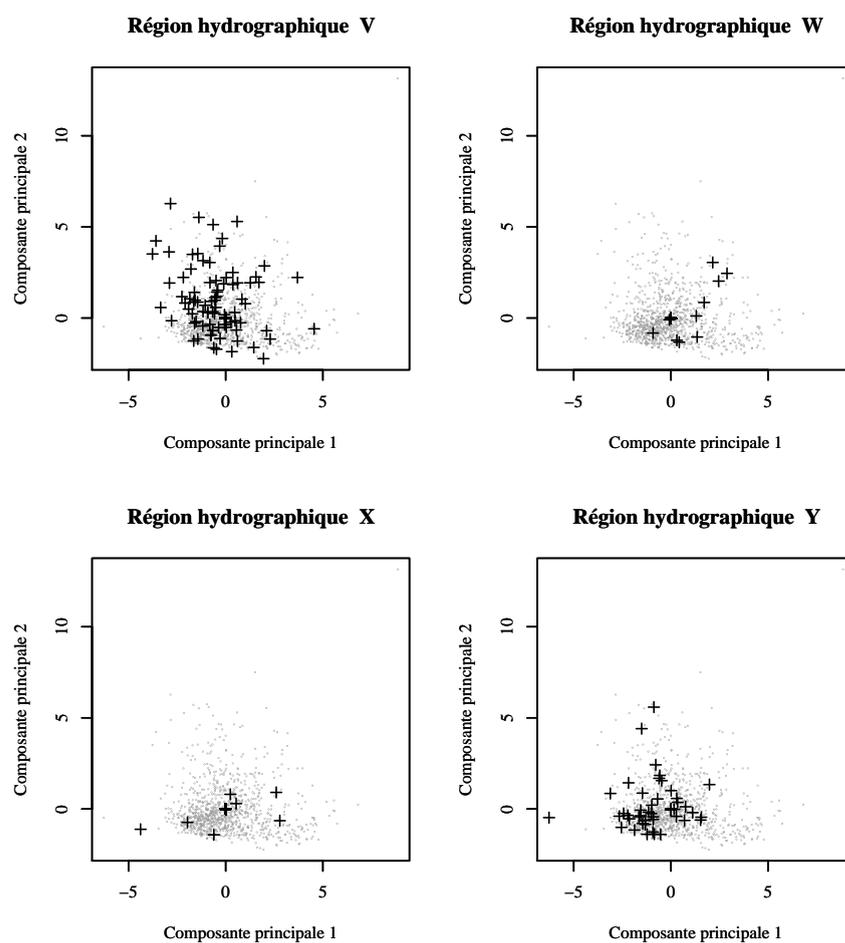 Région hydrographique V
Composante principale 2
10
5
0
−5 0 5
Composante principale 1
Région hydrographique W
Composante principale 2
10
5
0
−5 0 5
Composante principale 1
Région hydrographique X
Composante principale 2
10
5
0
−5 0 5
Composante principale 1
Région hydrographique Y
Composante principale 2
10
5
0
−5 0 5
Composante principale 1